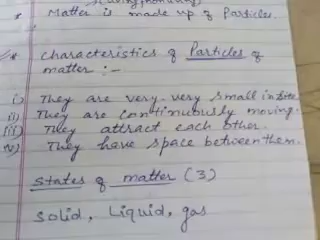 * Matter is made up of Particles.
* Characteristics of Particles of
matter :-
i) They are very-very small in size
ii) They are continuously moving.
iii) They attract each other.
iv) They have space between them.
States of matter (3)
Solid, Liquid, gas